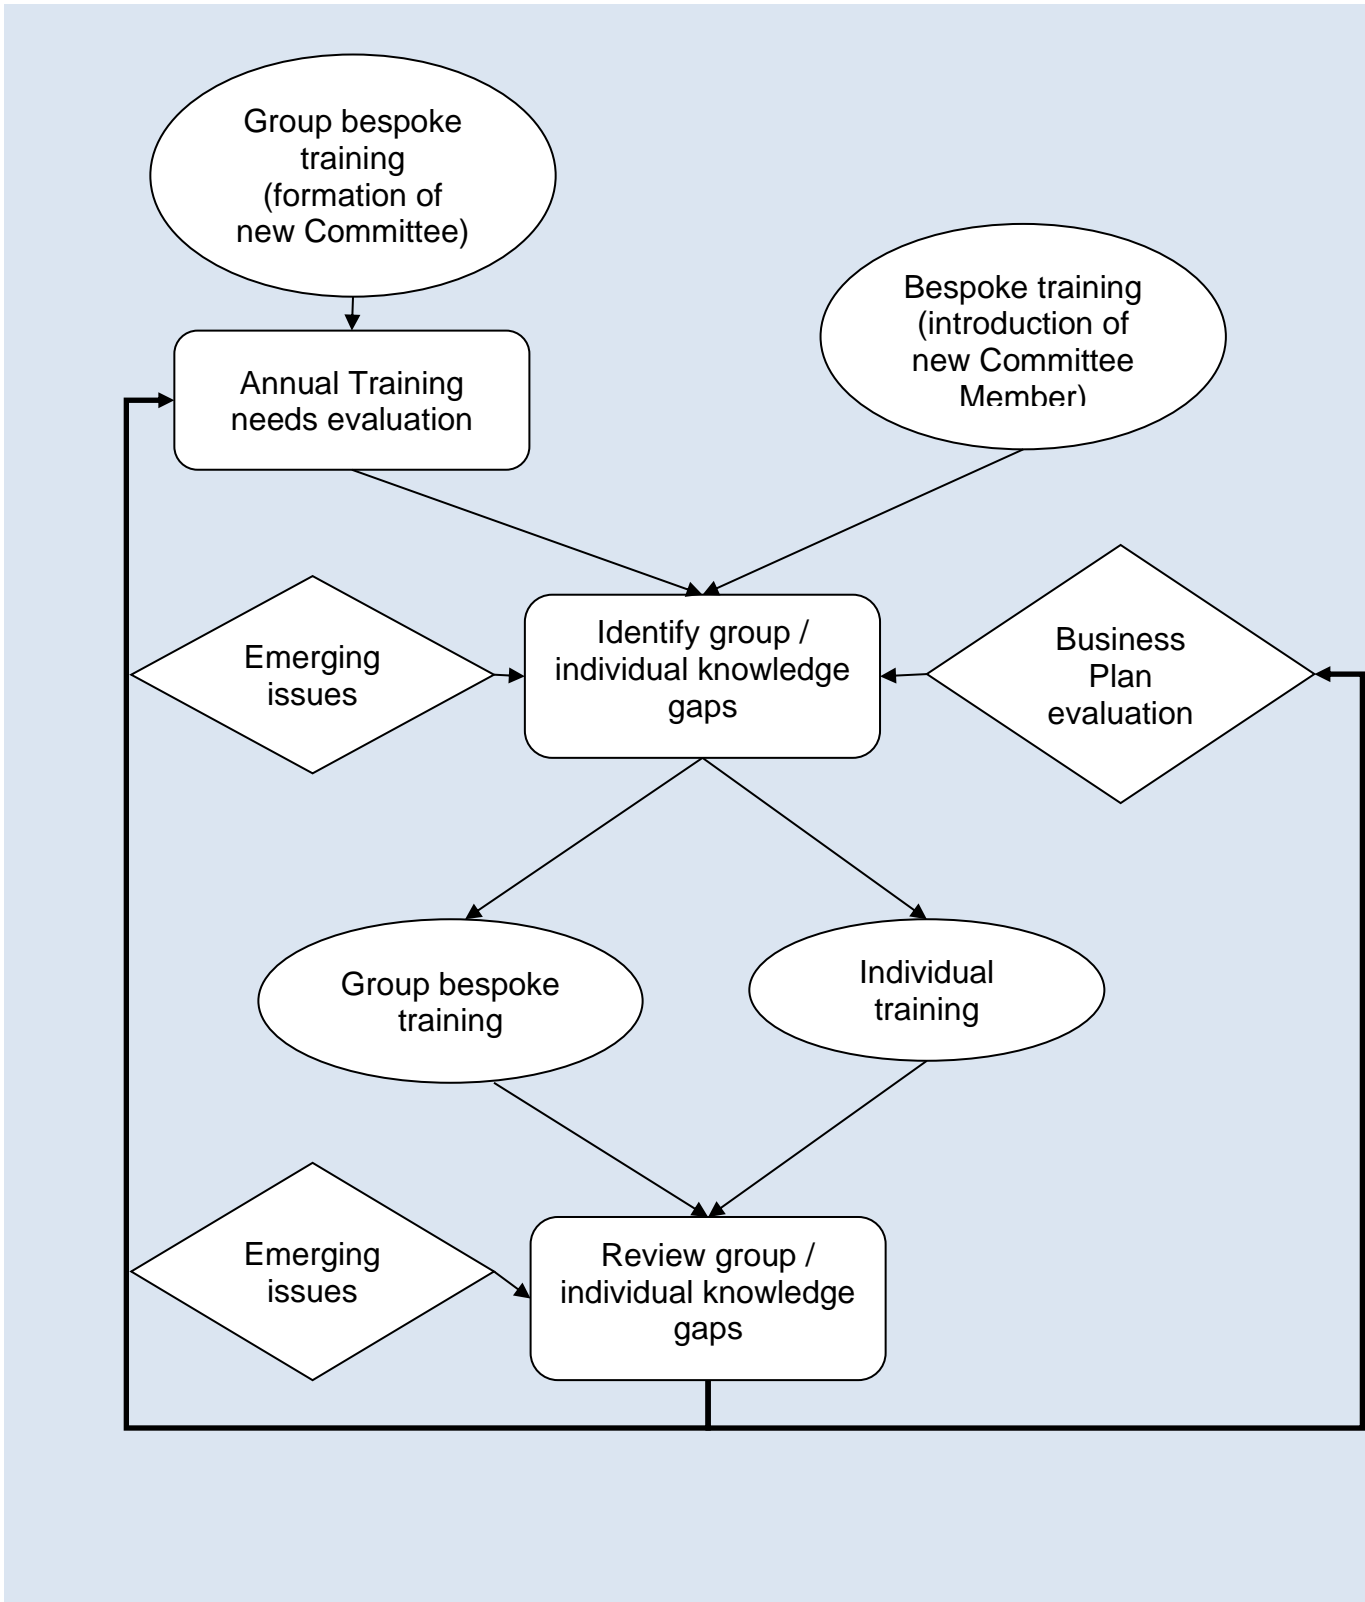 Group bespoke
training
(formation of
new Committee)
Bespoke training
(introduction of
new Committee
Member)
Annual Training
needs evaluation
Emerging
issues
Identify group /
individual knowledge
gaps
Business
Plan
evaluation
Group bespoke
training
Individual
training
Emerging
issues
Review group /
individual knowledge
gaps